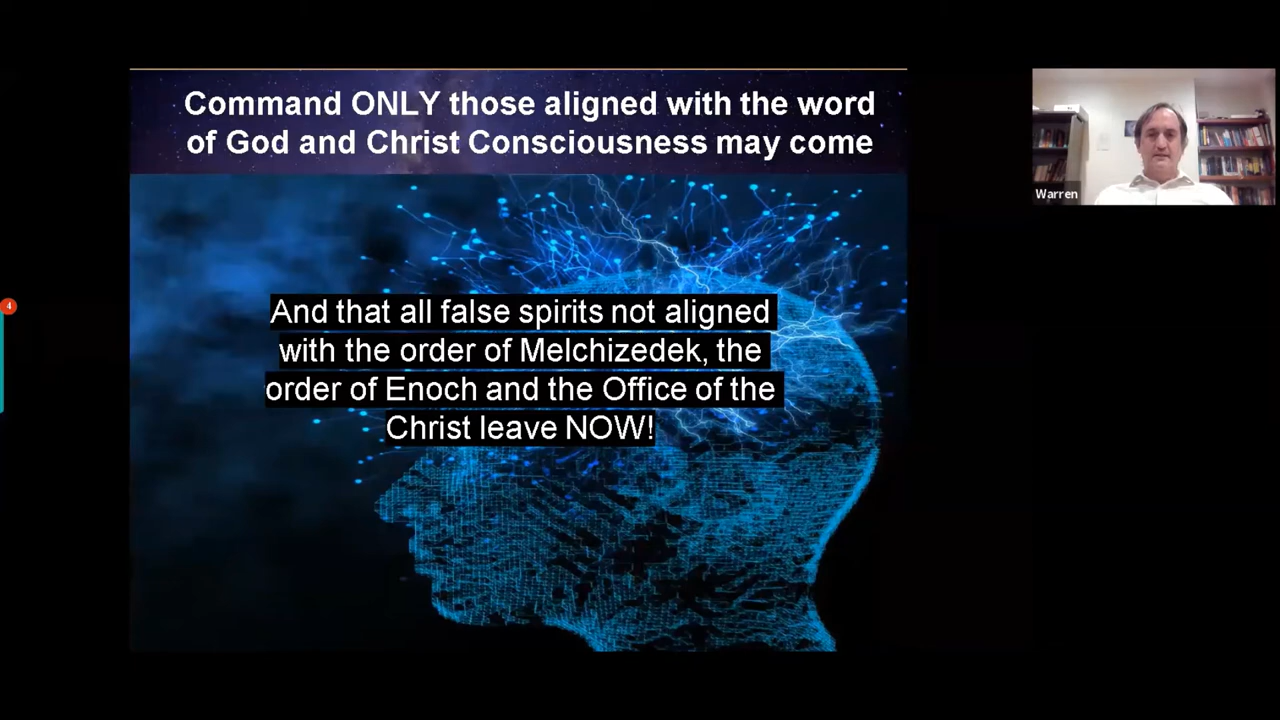 Command ONLY those aligned with the word
of God and Christ Consciousness may come
And that all false spirits not aligned
with the order of Melchizedek, the
order of Enoch and the Office of the
Christ leave NOW!
Warren
4